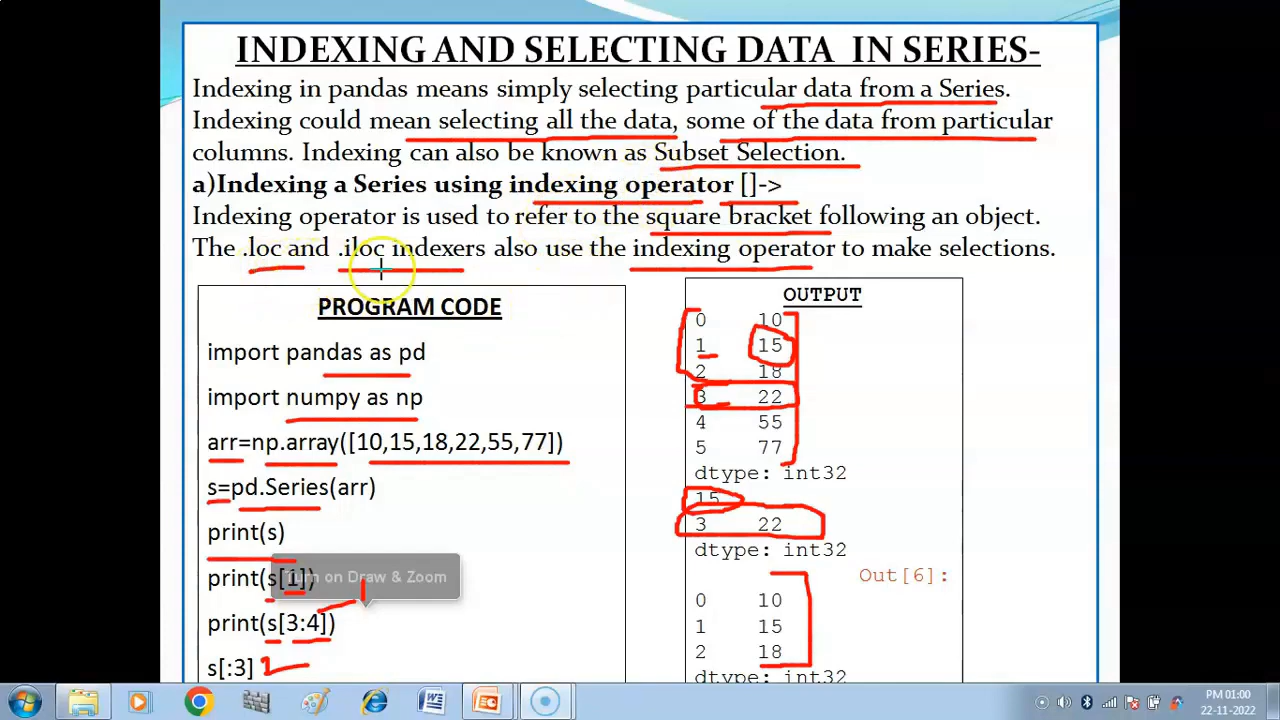 INDEXING AND SELECTING DATA IN SERIES-
Indexing in pandas means simply selecting particular data from a Series.
Indexing could mean selecting all the data, some of the data from particular
columns. Indexing can also be known as Subset Selection.
a)Indexing a Series using indexing operator []->
Indexing operator is used to refer to the square bracket following an object.
The .loc and .iloc indexers also use the indexing operator to make selections.
PROGRAM CODE
import pandas as pd
import numpy as np
arr=np.array([10,15,18,22,55,77])
s=pd.Series(arr)
print(s)
print(s[1])
Turn on Draw & Zoom
print(s[3:4])
s[:3]
OUTPUT
0 10
1 15
2 18
3 22
4 55
5 77
dtype: int32
15
3 22
dtype: int32
Out[6]:
0 10
1 15
2 18
dtype: int32
PM 01:00
22-11-2022